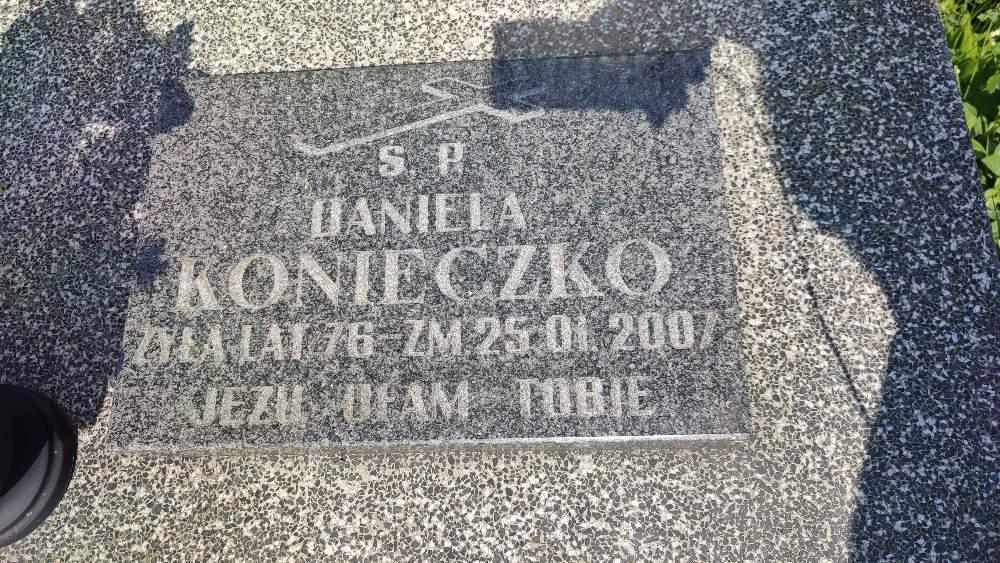 Ś. P.
DANIELA
KONIECZKO
ŻYŁA LAT 76 - ZM 25.01.2007
JEZU UFAM TOBIE